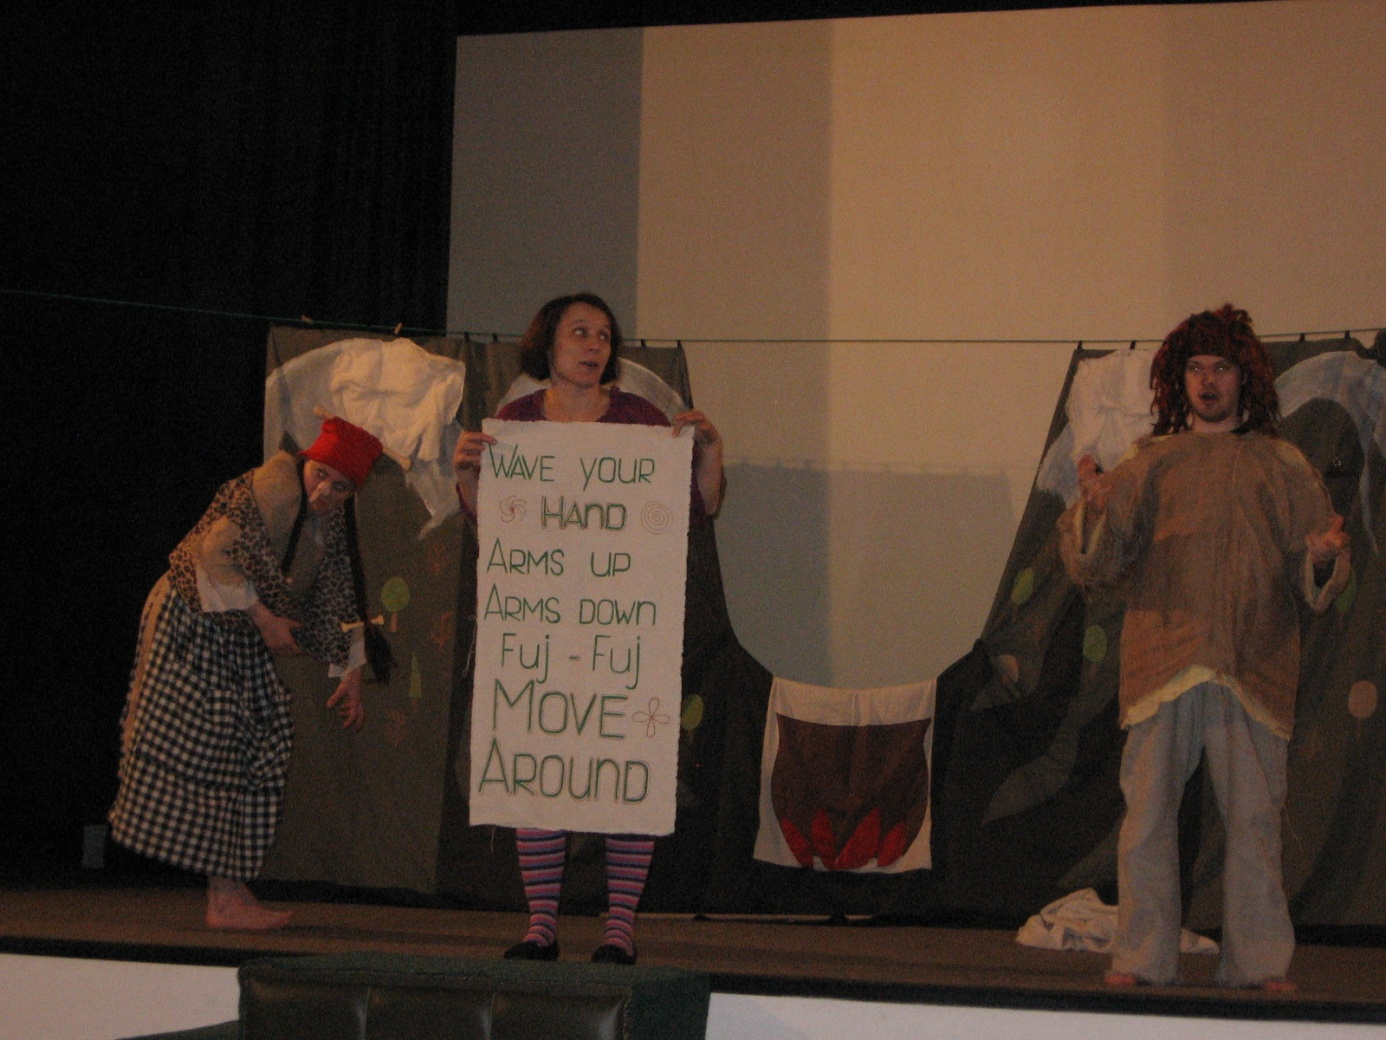 WAVE YOUR
HAND
ARMS UP
ARMS DOWN
Fuj - Fuj
MOVE
AROUND